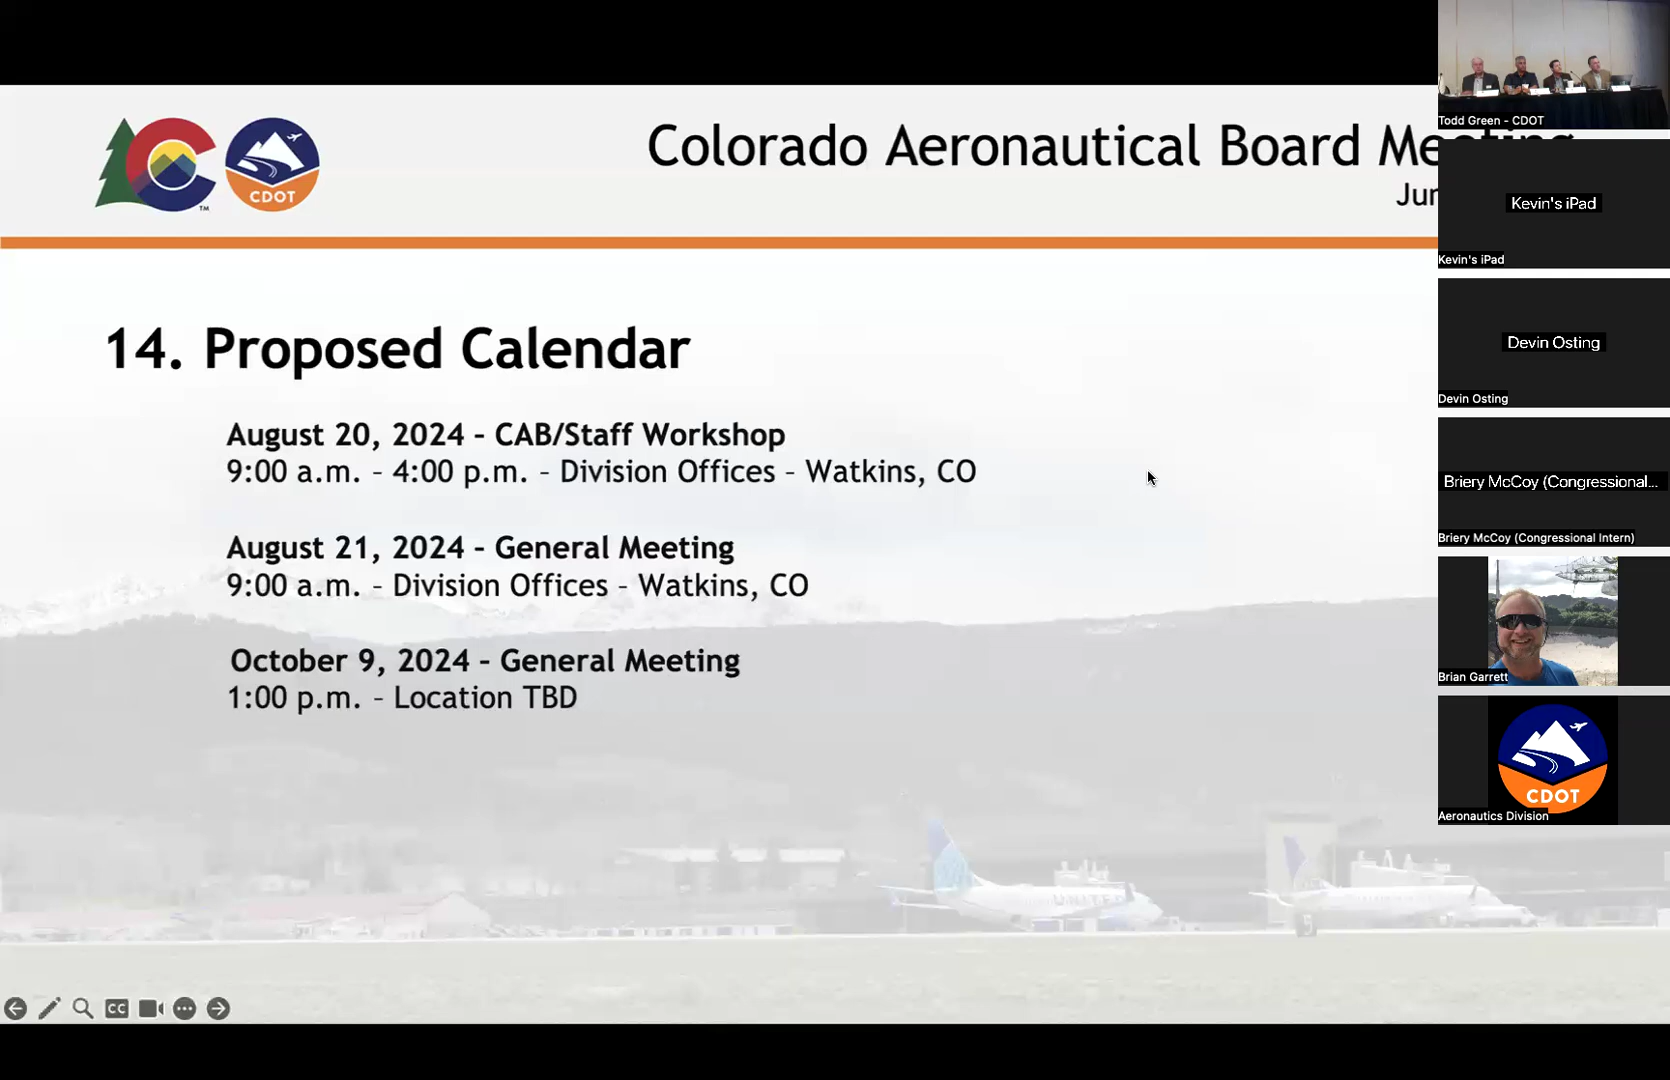 Colorado Aeronautical Board Meeting
CDOT
14. Proposed Calendar
August 20, 2024 – CAB/Staff Workshop
9:00 a.m. – 4:00 p.m. – Division Offices – Watkins, CO
August 21, 2024 – General Meeting
9:00 a.m. – Division Offices – Watkins, CO
October 9, 2024 – General Meeting
1:00 p.m. – Location TBD
UNITED
CC
Todd Green - CDOT
Kevin's iPad
Kevin's iPad
Devin Osting
Devin Osting
Briery McCoy (Congressional...
Briery McCoy (Congressional Intern)
Brian Garrett
CDOT
Aeronautics Division